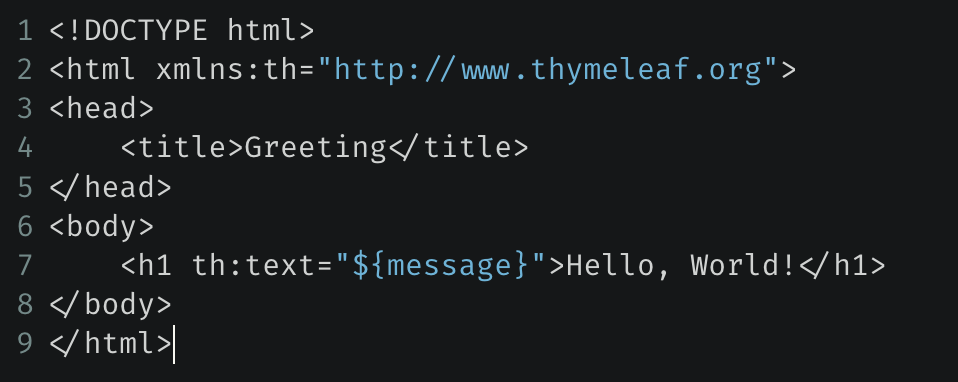 1 <!DOCTYPE html>
2 <html xmlns:th="http://www.thymeleaf.org">
3 <head>
4     <title>Greeting</title>
5 </head>
6 <body>
7     <h1 th:text="${message}">Hello, World!</h1>
8 </body>
9 </html>